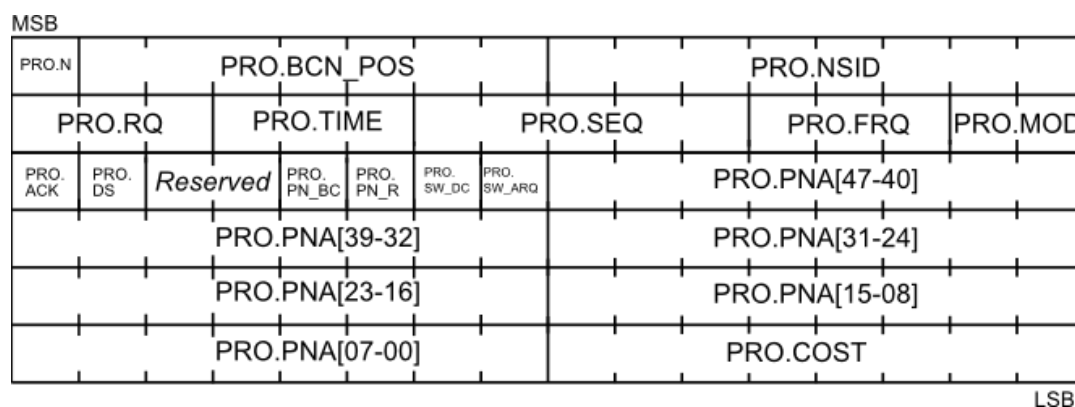 MSB
PRO.N PRO.BCN_POS PRO.NSID
PRO.RQ PRO.TIME PRO.SEQ PRO.FRQ PRO.MOD
PRO. ACK PRO. DS Reserved PRO. PN_BC PRO. PN_R PRO. SW_DC PRO. SW_ARQ PRO.PNA[47-40]
PRO.PNA[39-32] PRO.PNA[31-24]
PRO.PNA[23-16] PRO.PNA[15-08]
PRO.PNA[07-00] PRO.COST
LSB